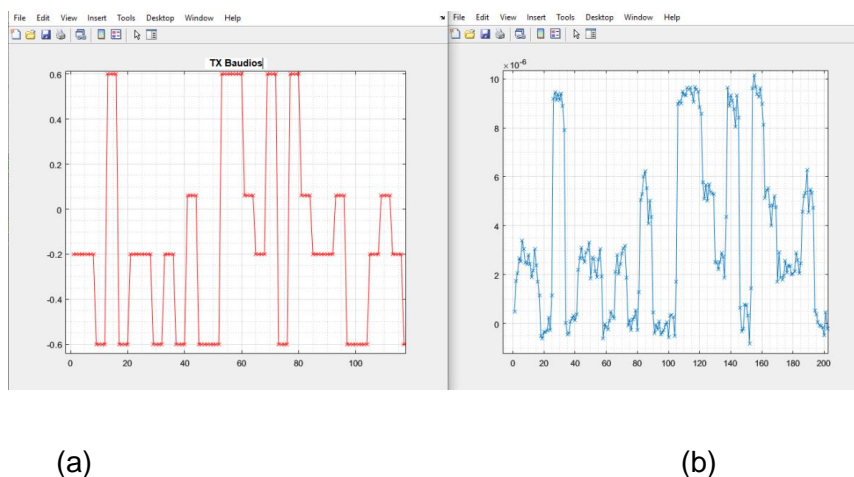 File Edit View Insert Tools Desktop Window Help
TX Baudios
0.6
0.4
0.2
0
-0.2
-0.4
-0.6
0 20 40 60 80 100
File Edit View Insert Tools Desktop Window Help
×10-6
10
8
6
4
2
0
0 20 40 60 80 100 120 140 160 180 200
(a) (b)